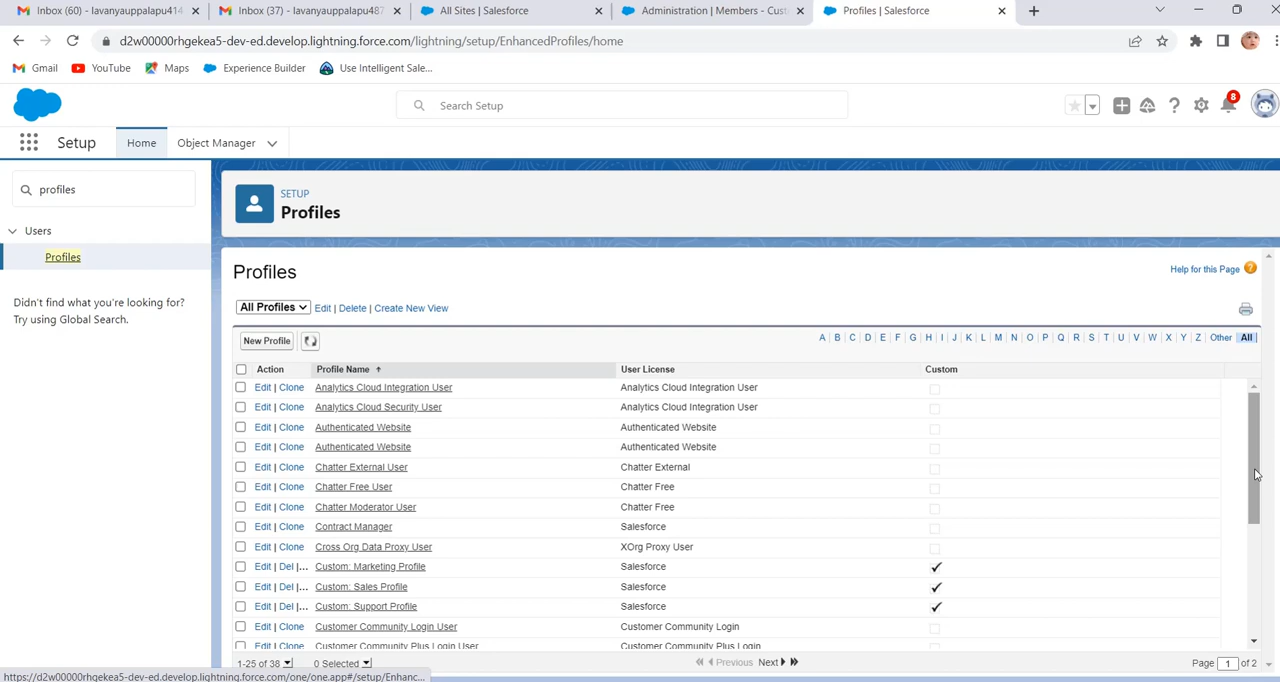 Inbox (60) - lavanyauppalapu414
Inbox (37) - lavanyauppalapu487
All Sites | Salesforce
Administration | Members - Cust
Profiles | Salesforce
d2w00000rhgekea5-dev-ed.develop.lightning.force.com/lightning/setup/EnhancedProfiles/home
Gmail YouTube Maps Experience Builder Use Intelligent Sale...
Search Setup
8
Setup Home Object Manager
profiles
Users
Profiles
Didn't find what you're looking for?
Try using Global Search.
SETUP
Profiles
Profiles
Help for this Page ?
All Profiles Edit | Delete | Create New View
New Profile
A B C D E F G H I J K L M N O P Q R S T U V W X Y Z Other All
Action Profile Name User License Custom
Edit | Clone Analytics Cloud Integration User Analytics Cloud Integration User
Edit | Clone Analytics Cloud Security User Analytics Cloud Integration User
Edit | Clone Authenticated Website Authenticated Website
Edit | Clone Authenticated Website Authenticated Website
Edit | Clone Chatter External User Chatter External
Edit | Clone Chatter Free User Chatter Free
Edit | Clone Chatter Moderator User Chatter Free
Edit | Clone Contract Manager Salesforce
Edit | Clone Cross Org Data Proxy User XOrg Proxy User
Edit | Del |... Custom: Marketing Profile Salesforce
Edit | Del |... Custom: Sales Profile Salesforce
Edit | Del |... Custom: Support Profile Salesforce
Edit | Clone Customer Community Login User Customer Community Login
Edit | Clone Customer Community Plus Login User Customer Community Plus Login
1-25 of 38 0 Selected Previous Next Page 1 of 2
https://d2w00000rhgekea5-dev-ed.develop.lightning.force.com/one/one.app#/setup/Enhanc...